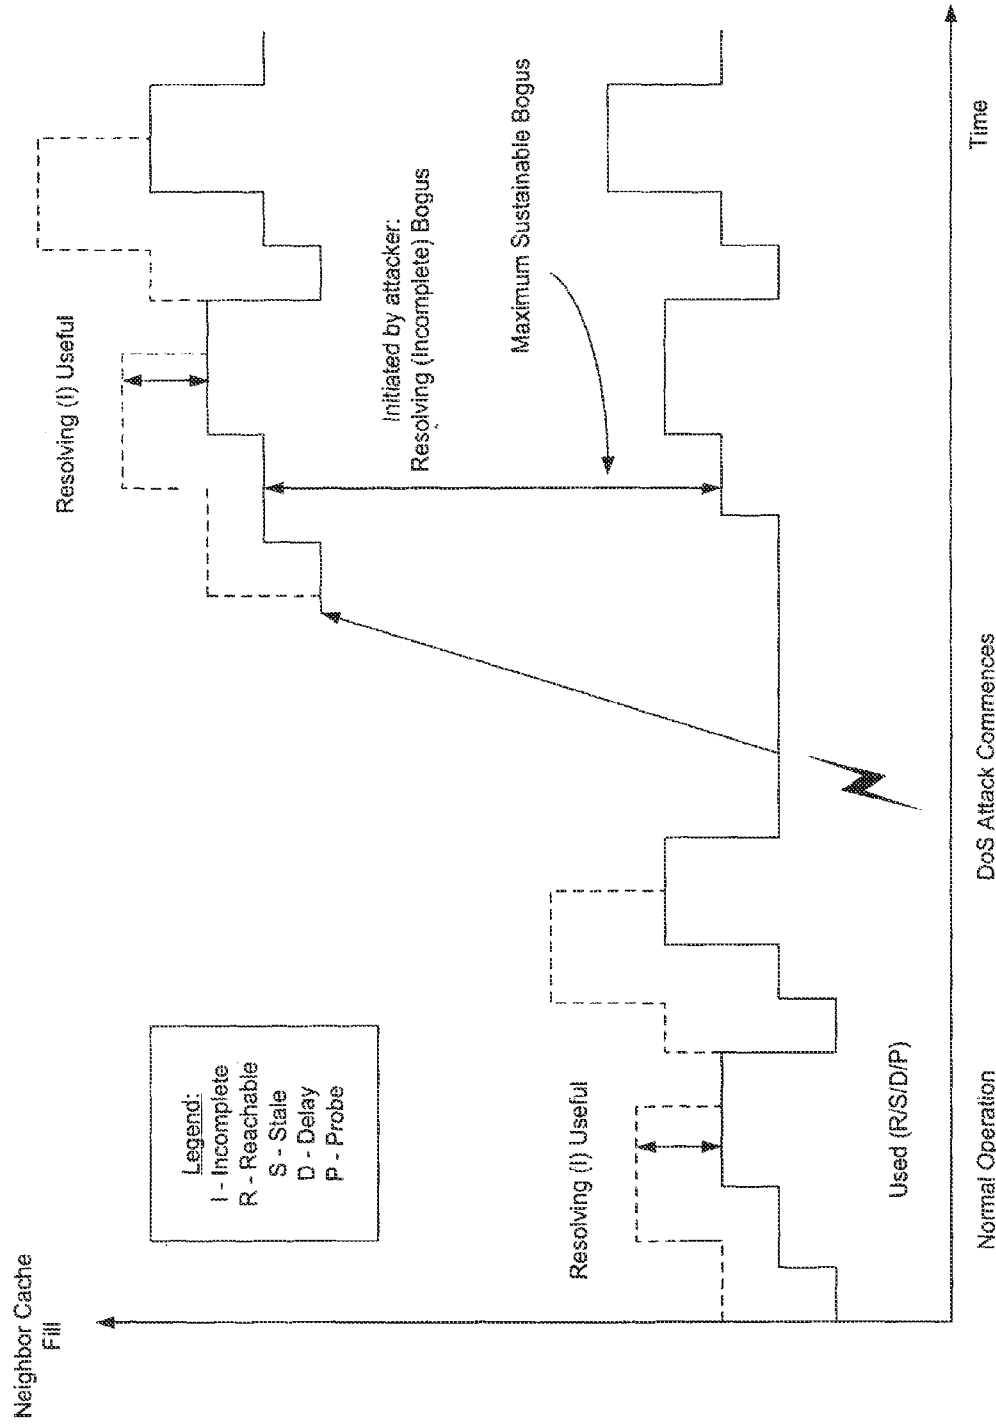 Neighbor Cache
Fill
Legend:
I - Incomplete
R - Reachable
S - Stale
D - Delay
P - Probe
Resolving (I) Useful
Used (R/S/D/P)
Normal Operation
Resolving (I) Useful
Initiated by attacker:
Resolving (Incomplete) Bogus
Maximum Sustainable Bogus
DoS Attack Commences
Time